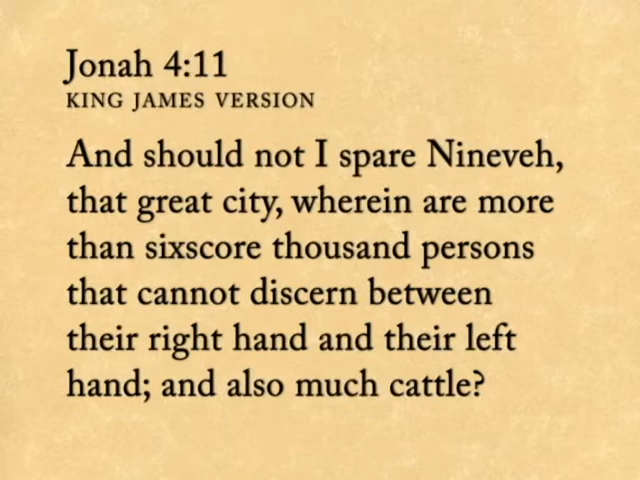 Jonah 4:11
KING JAMES VERSION
And should not I spare Nineveh,
that great city, wherein are more
than sixscore thousand persons
that cannot discern between
their right hand and their left
hand; and also much cattle?